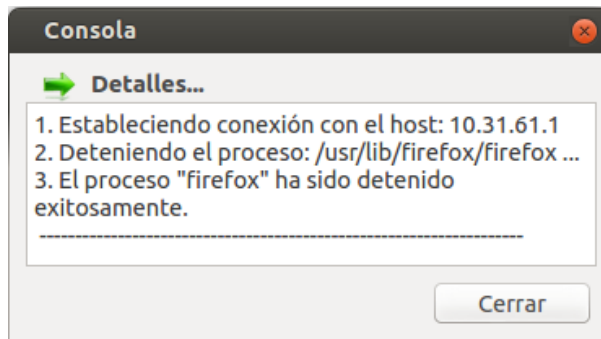 Consola
Detalles...
1. Estableciendo conexión con el host: 10.31.61.1
2. Deteniendo el proceso: /usr/lib/firefox/firefox ...
3. El proceso "firefox" ha sido detenido
exitosamente.
--------------------------------------------------------------------
Cerrar